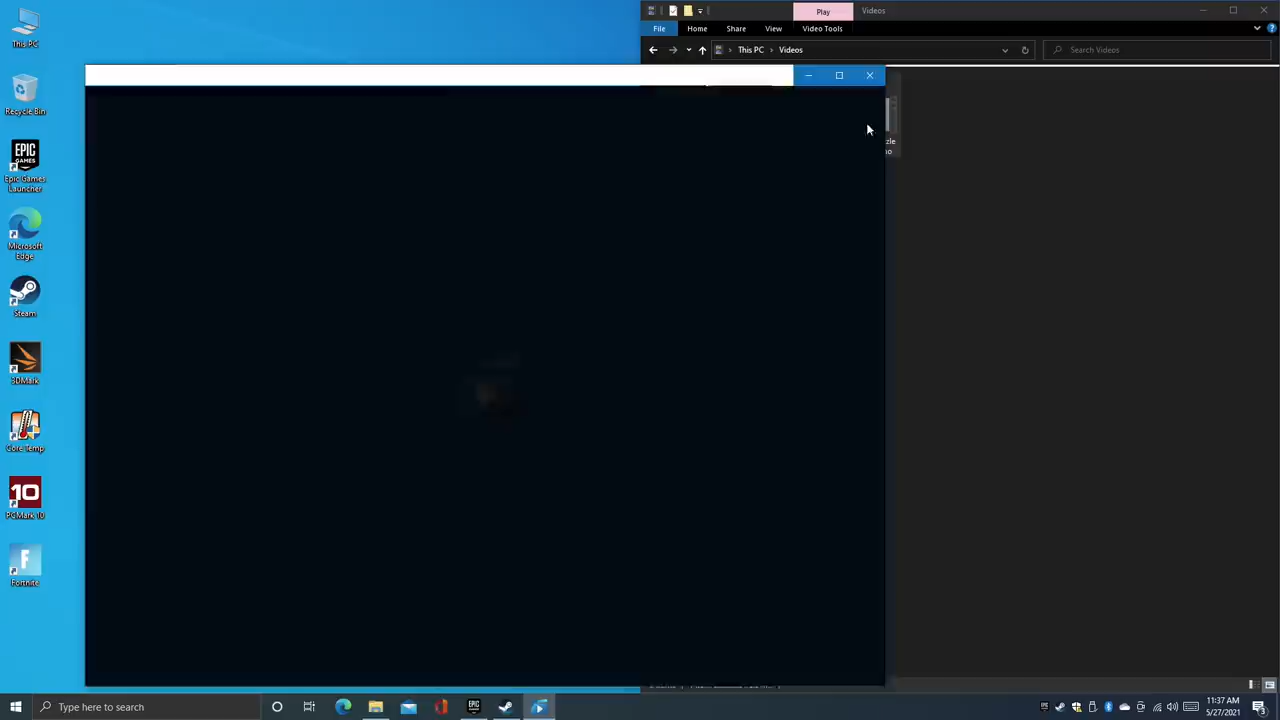 This PC
Recycle Bin
EPIC
GAMES
Epic Games
Launcher
Microsoft
Edge
Steam
3DMark
Core Temp
10
PCMark 10
F
Fortnite
Play
Videos
File
Home
Share
View
Video Tools
This PC
Videos
Search Videos
Type here to search
EPIC
11:37 AM
5/27/2021